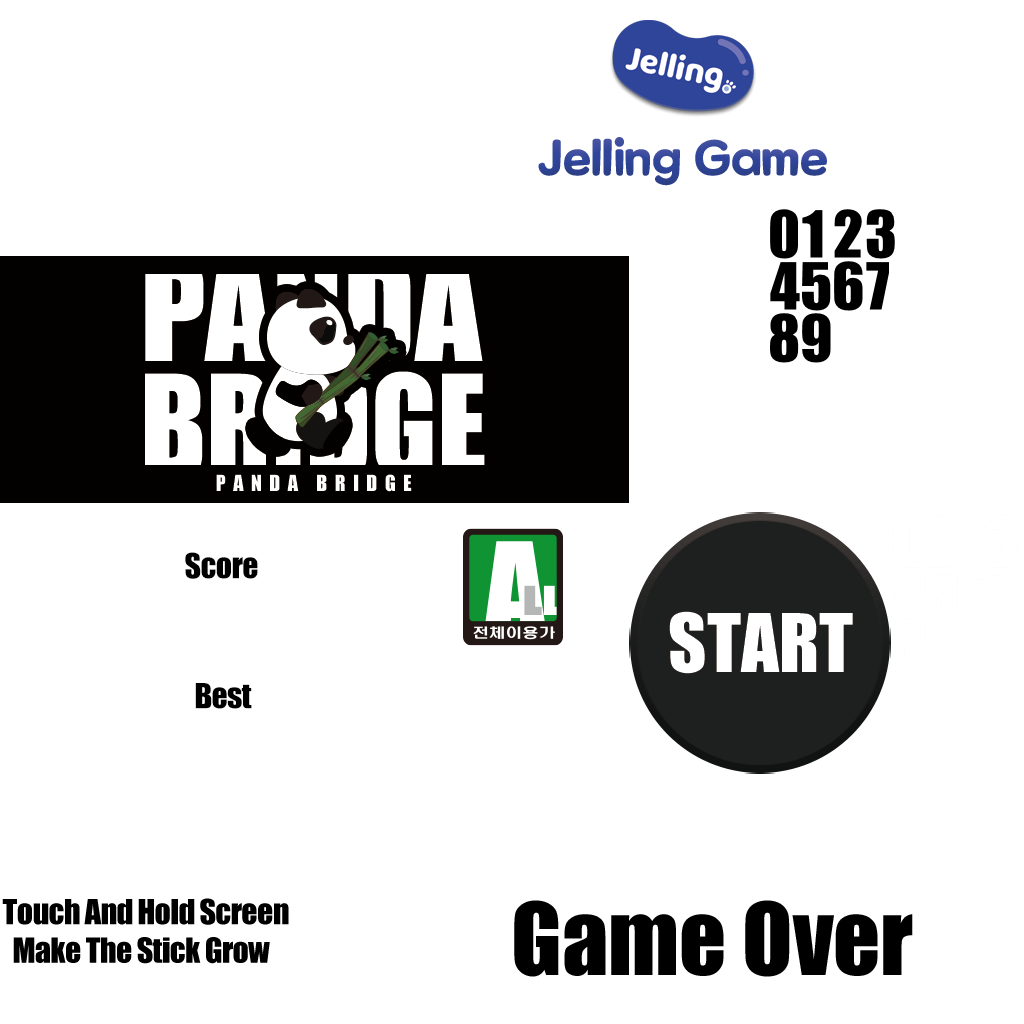 Jelling
Jelling Game
0123
4567
89
PANDA
BRIDGE
PANDA BRIDGE
Score
ALL
전체이용가
START
Best
Touch And Hold Screen
Make The Stick Grow
Game Over